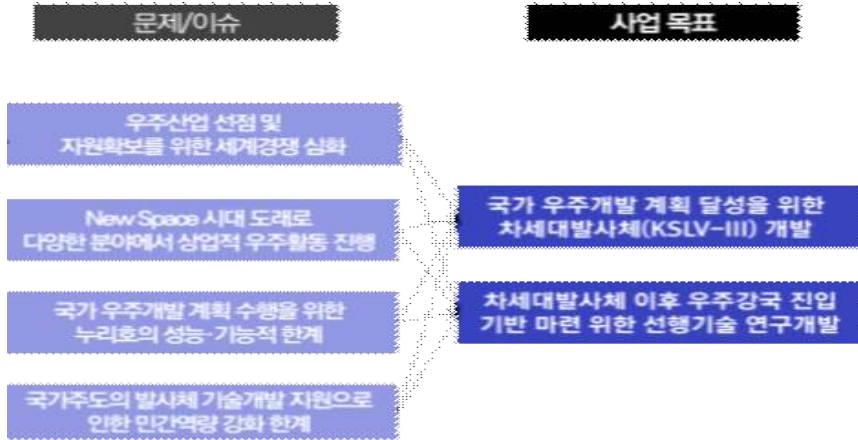 문제/이슈
사업 목표
우주산업 선점 및
자원확보를 위한 세계경쟁 심화
New Space 시대 도래로
다양한 분야에서 상업적 우주활동 진행
국가 우주개발 계획 수행을 위한
누리호의 성능·기능적 한계
국가주도의 발사체 기술개발 지원으로
인한 민간역량 강화 한계
국가 우주개발 계획 달성을 위한
차세대발사체(KSLV-III) 개발
차세대발사체 이후 우주강국 진입
기반 마련 위한 선행기술 연구개발